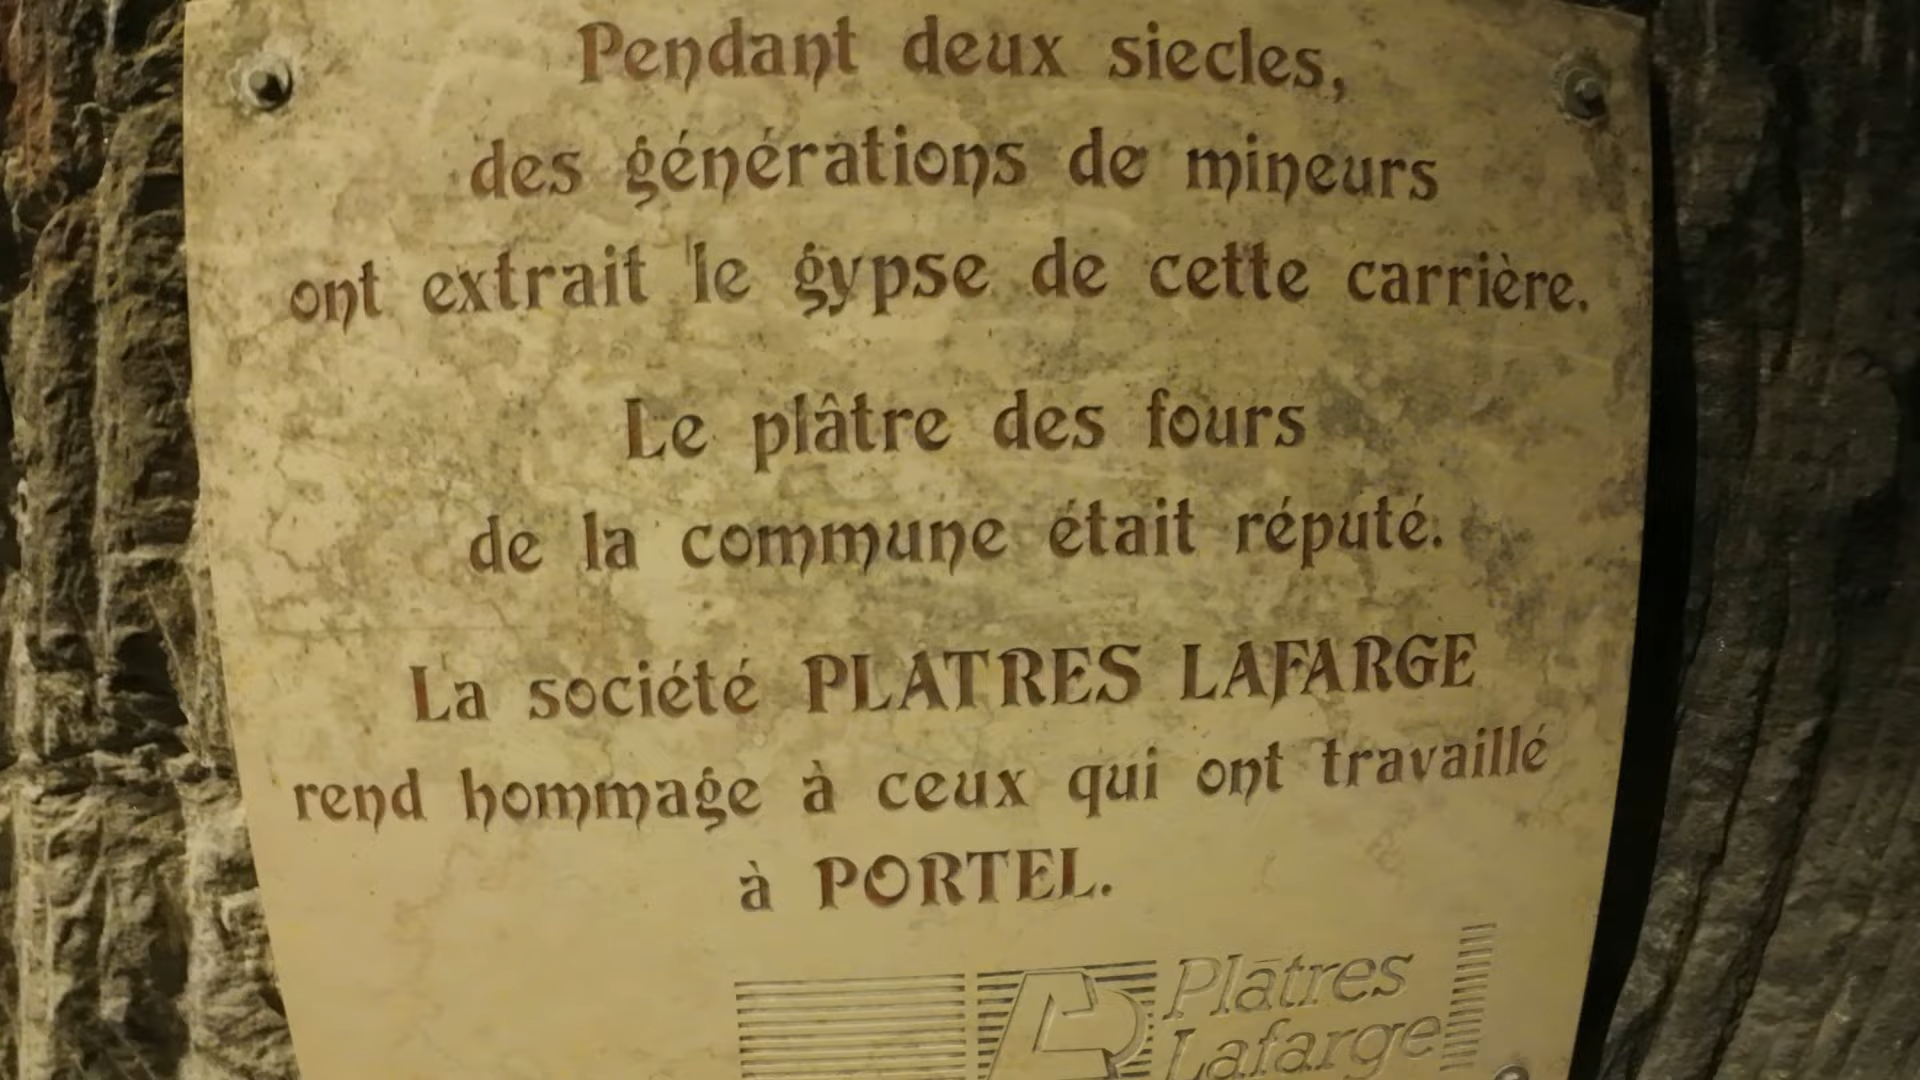 Pendant deux siecles,
des générations de mineurs
ont extrait le gypse de cette carrière.
Le plâtre des fours
de la commune était réputé.
La société PLATRES LAFARGE
rend hommage à ceux qui ont travaillé
à PORTEL.
Plâtres
Lafarge